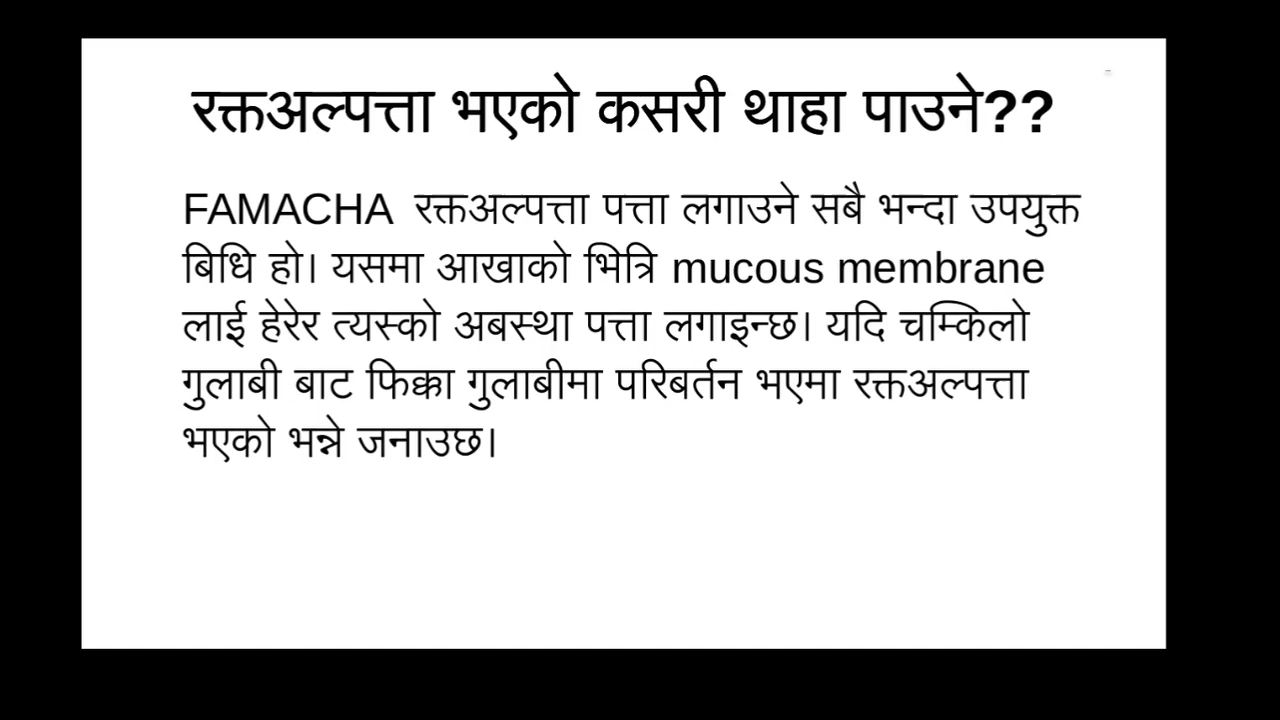 रक्तअल्पत्ता भएको कसरी थाहा पाउने??
FAMACHA रक्तअल्पत्ता पत्ता लगाउने सबै भन्दा उपयुक्त
बिधि हो। यसमा आखाको भित्रि mucous membrane
लाई हेरेर त्यस्को अबस्था पत्ता लगाइन्छ। यदि चम्किलो
गुलाबी बाट फिक्का गुलाबीमा परिबर्तन भएमा रक्तअल्पत्ता
भएको भन्ने जनाउछ।